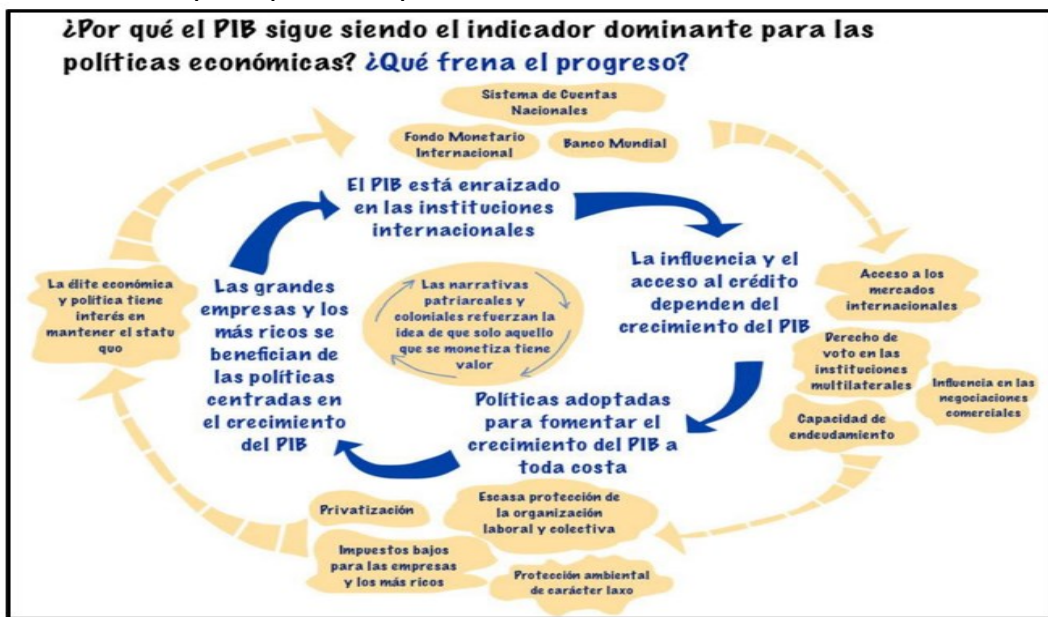 ¿Por qué el PIB sigue siendo el indicador dominante para las
políticas económicas? ¿Qué frena el progreso?
Sistema de Cuentas
Nacionales
Fondo Monetario
Internacional
Banco Mundial
El PIB está enraizado
en las instituciones
internacionales
La influencia y el
acceso al crédito
dependen del
crecimiento del PIB
Acceso a los
mercados
internacionales
Derecho de
voto en las
instituciones
multilaterales
Influencia en las
negociaciones
comerciales
Capacidad de
endeudamiento
Políticas adoptadas
para fomentar el
crecimiento del PIB a
toda costa
Escasa protección de
la organización
laboral y colectiva
Privatización
Impuestos bajos
para las empresas
y los más ricos
Protección ambiental
de carácter laxo
Las grandes
empresas y los
más ricos se
benefician de
las políticas
centradas en
el crecimiento
del PIB
La élite económica
y política tiene
interés en
mantener el statu
quo
Las narrativas
patriarcales y
coloniales refuerzan la
idea de que solo aquello
que se monetiza tiene
valor